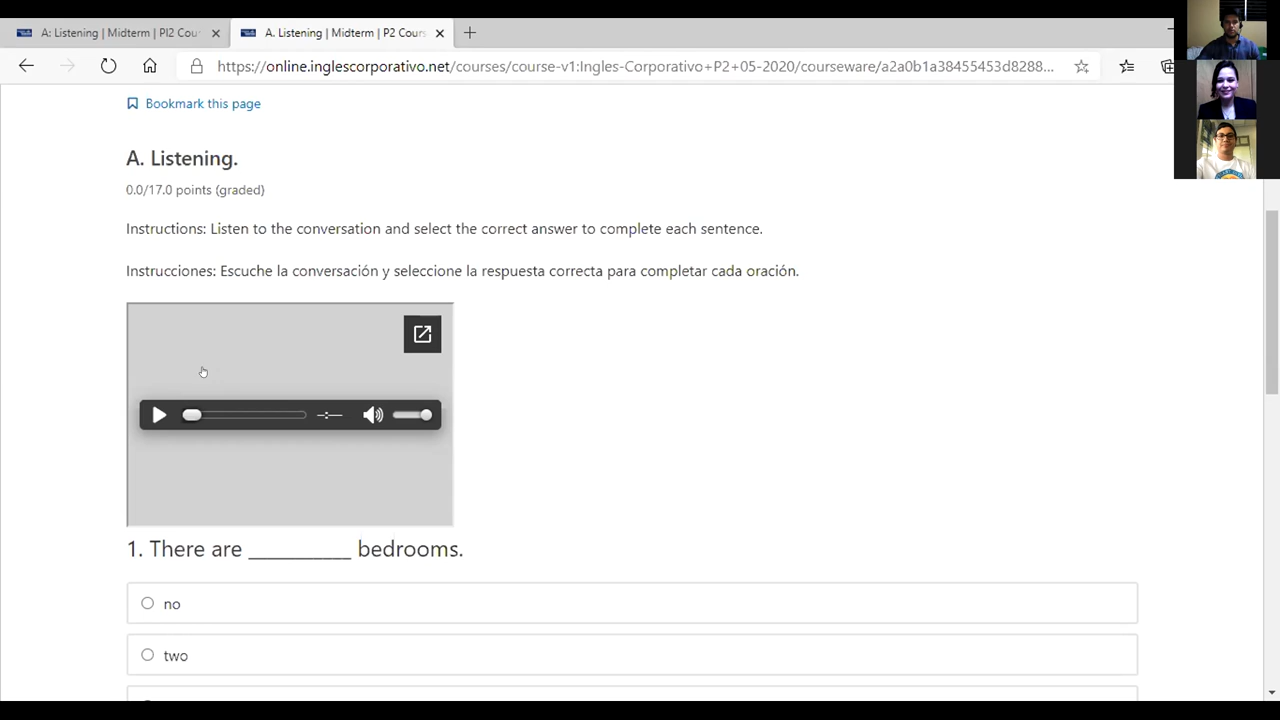 A: Listening | Midterm | PI2 Cou
A. Listening | Midterm | P2 Cours
https://online.inglescorporativo.net/courses/course-v1:Ingles-Corporativo+P2+05-2020/courseware/a2a0b1a38455453d8288...
Bookmark this page
A. Listening.
0.0/17.0 points (graded)
Instructions: Listen to the conversation and select the correct answer to complete each sentence.
Instrucciones: Escuche la conversación y seleccione la respuesta correcta para completar cada oración.
-:--
1. There are __________ bedrooms.
no
two